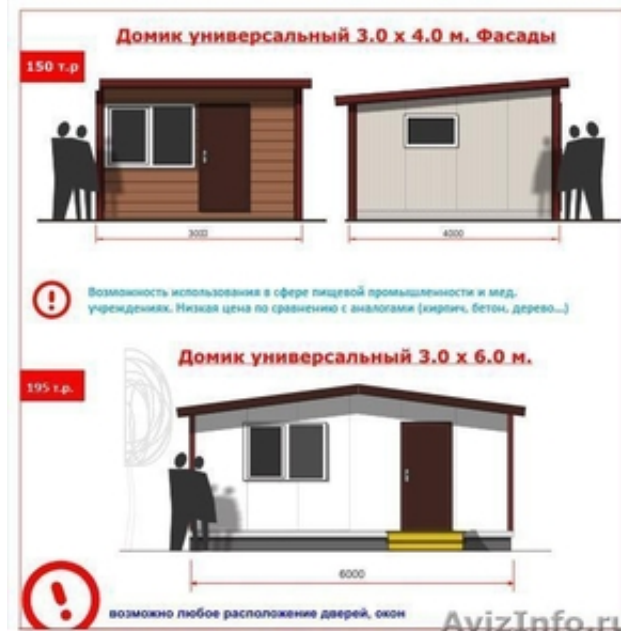 Домик универсальный 3.0 х 4.0 м. Фасады
150 т.р
3000
4000
Возможность использования в сфере пищевой промышленности и мед.
учреждениях. Низкая цена по сравнению с аналогами (кирпич, бетон, дерево...)
Домик универсальный 3.0 х 6.0 м.
195 т.р.
6000
возможно любое расположение дверей, окон
AvizInfo.ru